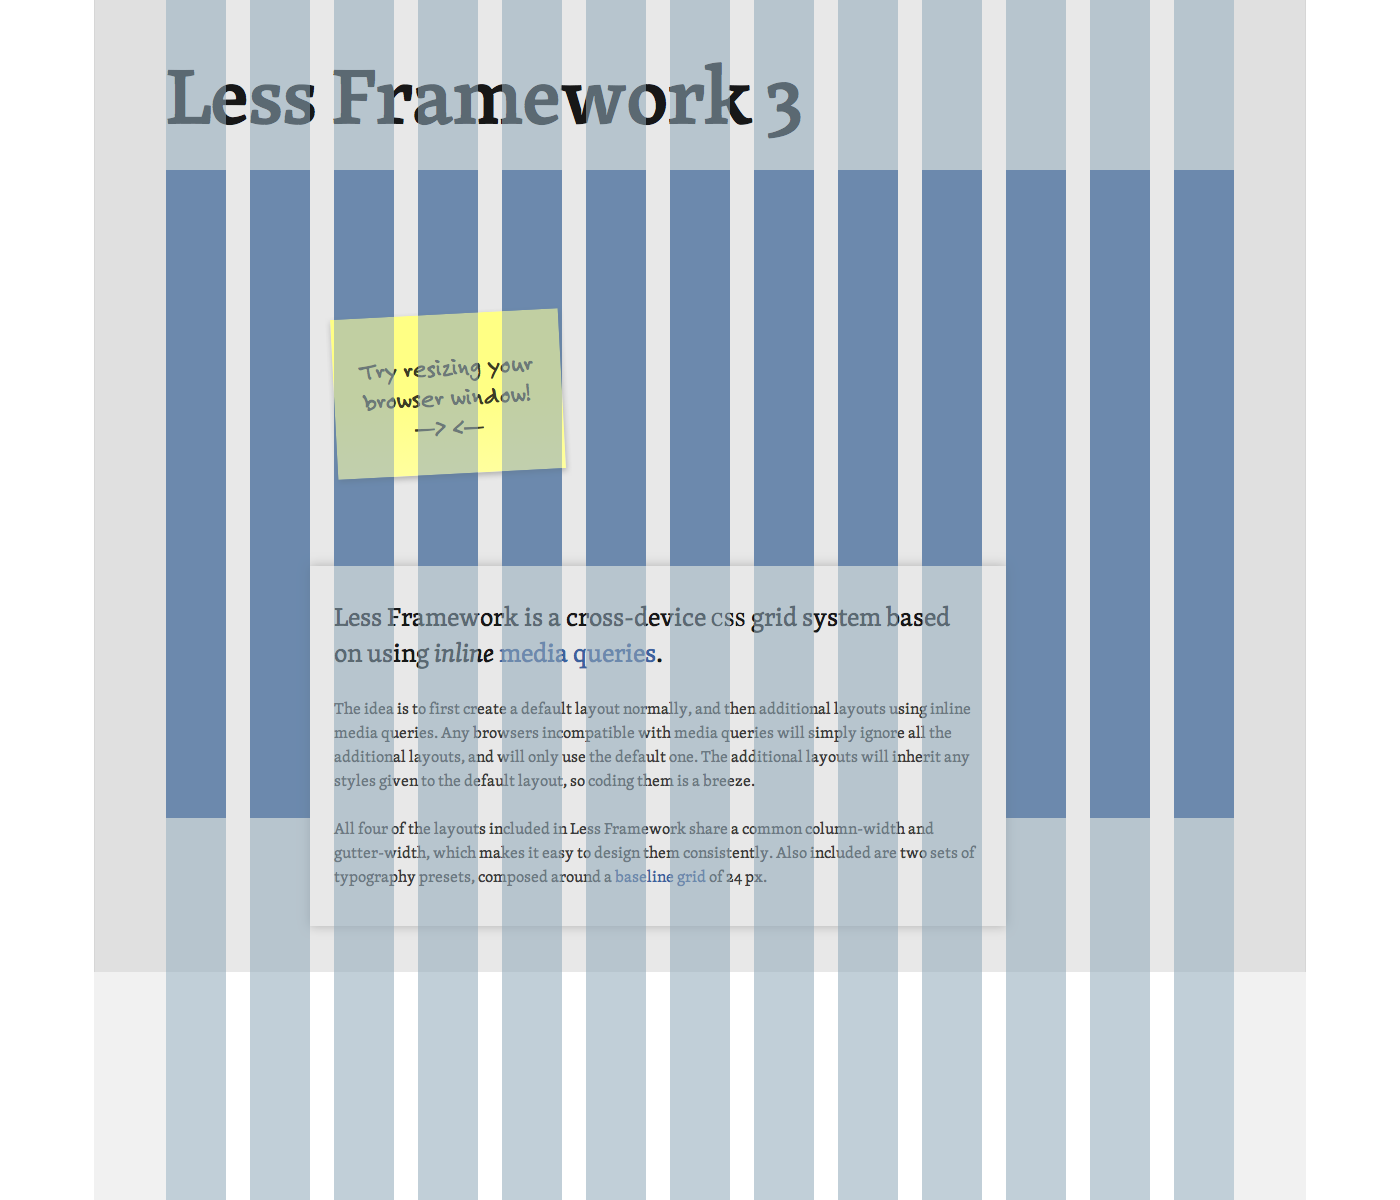 Less Framework 3
Try resizing your
browser window!
—> <—
Less Framework is a cross-device CSS grid system based
on using inline media queries.
The idea is to first create a default layout normally, and then additional layouts using inline
media queries. Any browsers incompatible with media queries will simply ignore all the
additional layouts, and will only use the default one. The additional layouts will inherit any
styles given to the default layout, so coding them is a breeze.
All four of the layouts included in Less Framework share a common column-width and
gutter-width, which makes it easy to design them consistently. Also included are two sets of
typography presets, composed around a baseline grid of 24 px.